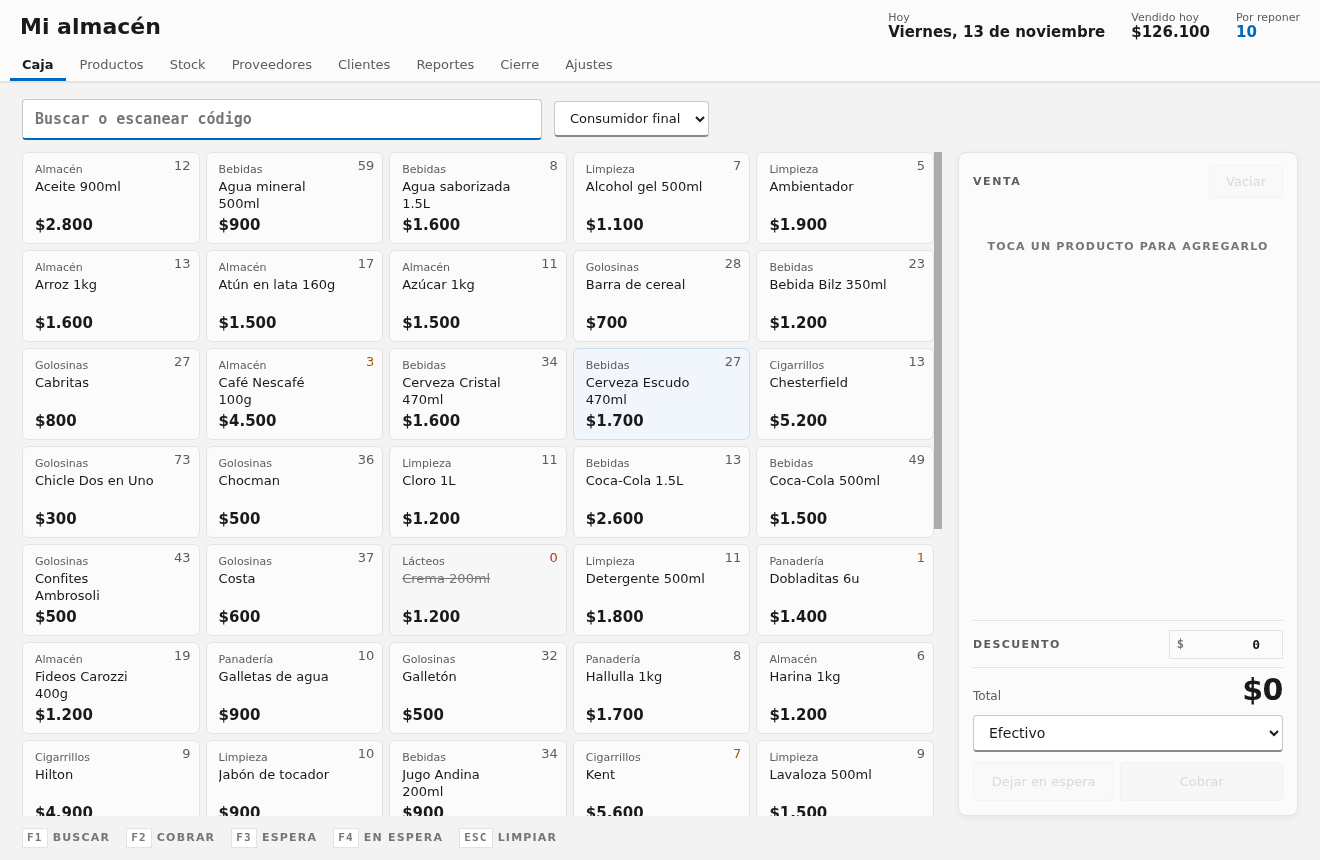 Mi almacén
Hoy
Viernes, 13 de noviembre
Vendido hoy
$126.100
Por reponer
10
Caja
Productos
Stock
Proveedores
Clientes
Reportes
Cierre
Ajustes
Buscar o escanear código
Consumidor final
Almacén
12
Aceite 900ml
$2.800
Bebidas
59
Agua mineral
500ml
$900
Bebidas
8
Agua saborizada
1.5L
$1.600
Limpieza
7
Alcohol gel 500ml
$1.100
Limpieza
5
Ambientador
$1.900
Almacén
13
Arroz 1kg
$1.600
Almacén
17
Atún en lata 160g
$1.500
Almacén
11
Azúcar 1kg
$1.500
Golosinas
28
Barra de cereal
$700
Bebidas
23
Bebida Bilz 350ml
$1.200
Golosinas
27
Cabritas
$800
Almacén
3
Café Nescafé
100g
$4.500
Bebidas
34
Cerveza Cristal
470ml
$1.600
Bebidas
27
Cerveza Escudo
470ml
$1.700
Cigarrillos
13
Chesterfield
$5.200
Golosinas
73
Chicle Dos en Uno
$300
Golosinas
36
Chocman
$500
Limpieza
11
Cloro 1L
$1.200
Bebidas
13
Coca-Cola 1.5L
$2.600
Bebidas
49
Coca-Cola 500ml
$1.500
Golosinas
43
Confites
Ambrosoli
$500
Golosinas
37
Costa
$600
Lácteos
0
Crema 200ml
$1.200
Limpieza
11
Detergente 500ml
$1.800
Panadería
1
Dobladitas 6u
$1.400
Almacén
19
Fideos Carozzi
400g
$1.200
Panadería
10
Galletas de agua
$900
Golosinas
32
Galletón
$500
Panadería
8
Hallulla 1kg
$1.700
Almacén
6
Harina 1kg
$1.200
Cigarrillos
9
Hilton
$4.900
Limpieza
10
Jabón de tocador
$900
Bebidas
34
Jugo Andina
200ml
$900
Cigarrillos
7
Kent
$5.600
Limpieza
9
Lavaloza 500ml
$1.500
VENTA
Vaciar
TOCA UN PRODUCTO PARA AGREGARLO
DESCUENTO
$ 0
Total
$0
Efectivo
Dejar en espera
Cobrar
F1 BUSCAR
F2 COBRAR
F3 ESPERA
F4 EN ESPERA
ESC LIMPIAR